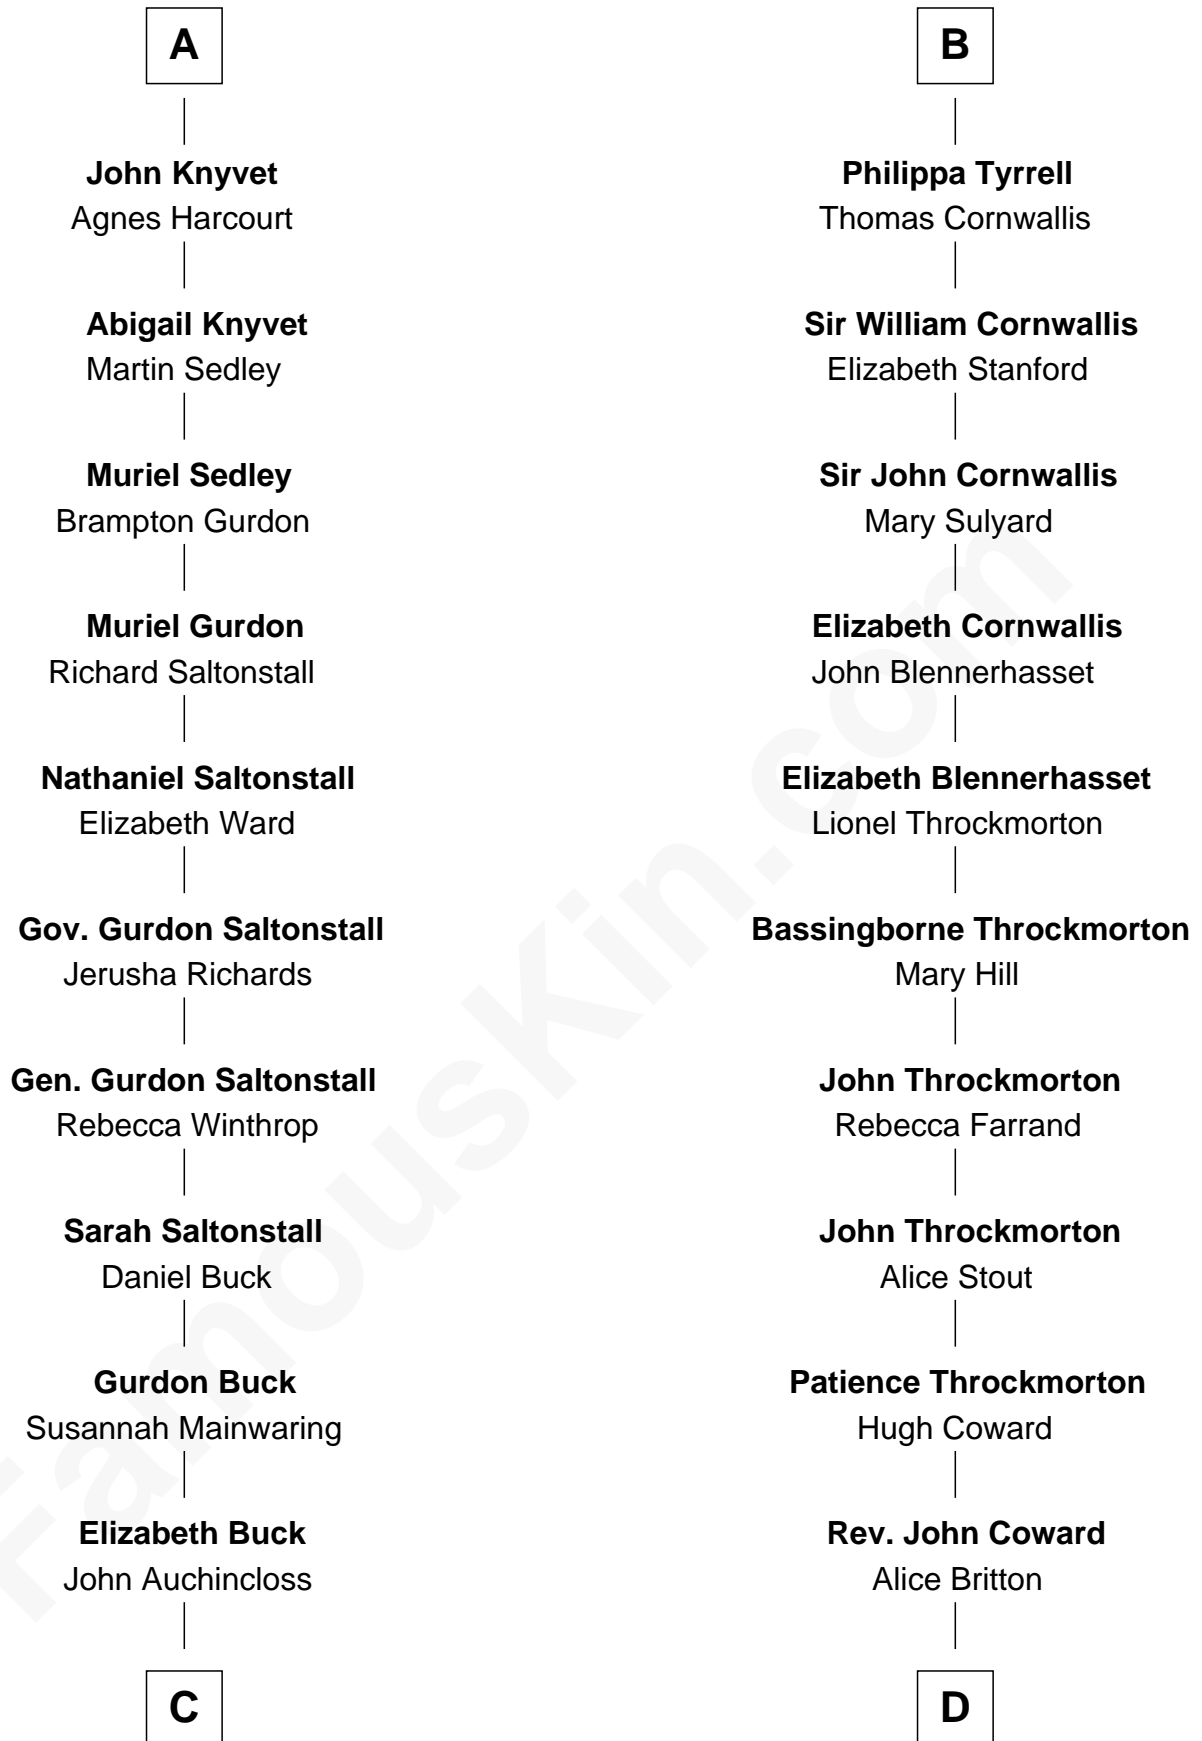 A
John Knyvet
Agnes Harcourt
Abigail Knyvet
Martin Sedley
Muriel Sedley
Brampton Gurdon
Muriel Gurdon
Richard Saltonstall
Nathaniel Saltonstall
Elizabeth Ward
Gov. Gurdon Saltonstall
Jerusha Richards
Gen. Gurdon Saltonstall
Rebecca Winthrop
Sarah Saltonstall
Daniel Buck
Gurdon Buck
Susannah Mainwaring
Elizabeth Buck
John Auchincloss
C
B
Philippa Tyrrell
Thomas Cornwallis
Sir William Cornwallis
Elizabeth Stanford
Sir John Cornwallis
Mary Sulyard
Elizabeth Cornwallis
John Blennerhasset
Elizabeth Blennerhasset
Lionel Throckmorton
Bassingborne Throckmorton
Mary Hill
John Throckmorton
Rebecca Farrand
John Throckmorton
Alice Stout
Patience Throckmorton
Hugh Coward
Rev. John Coward
Alice Britton
D
FamousKin.com